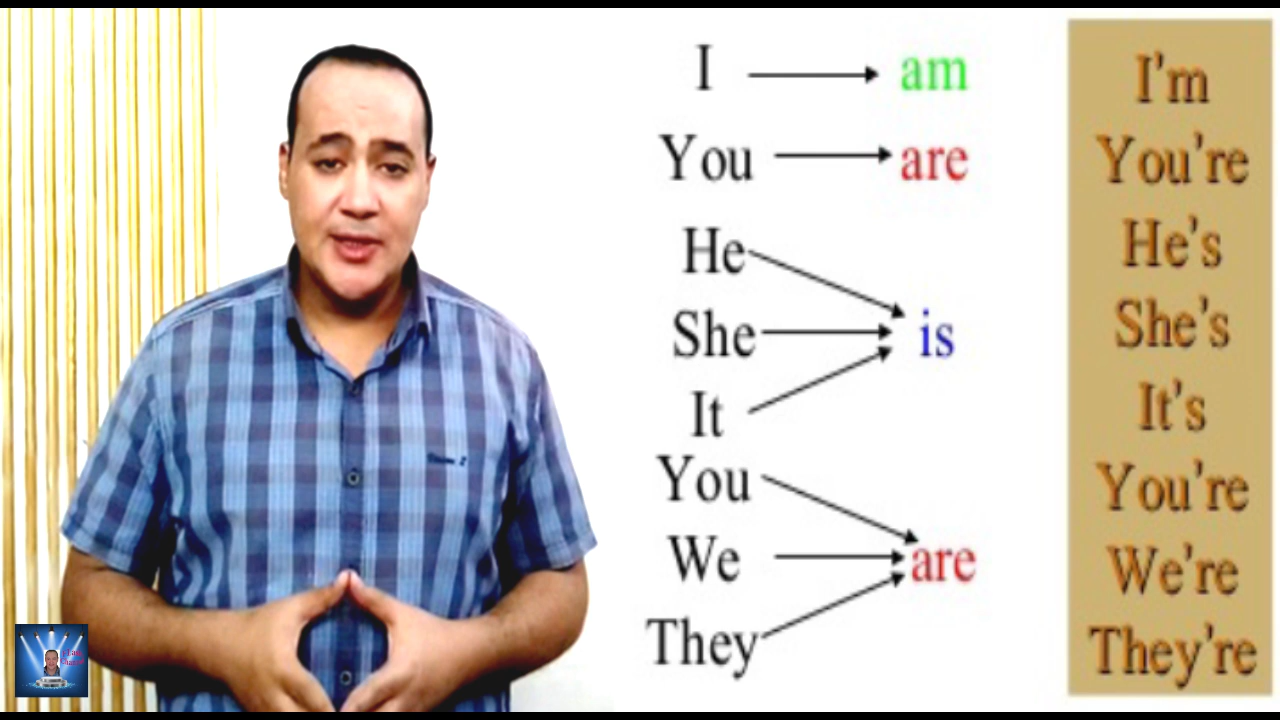 I am
You are
He
She is
It
You
We are
They
I'm
You're
He's
She's
It's
You're
We're
They're